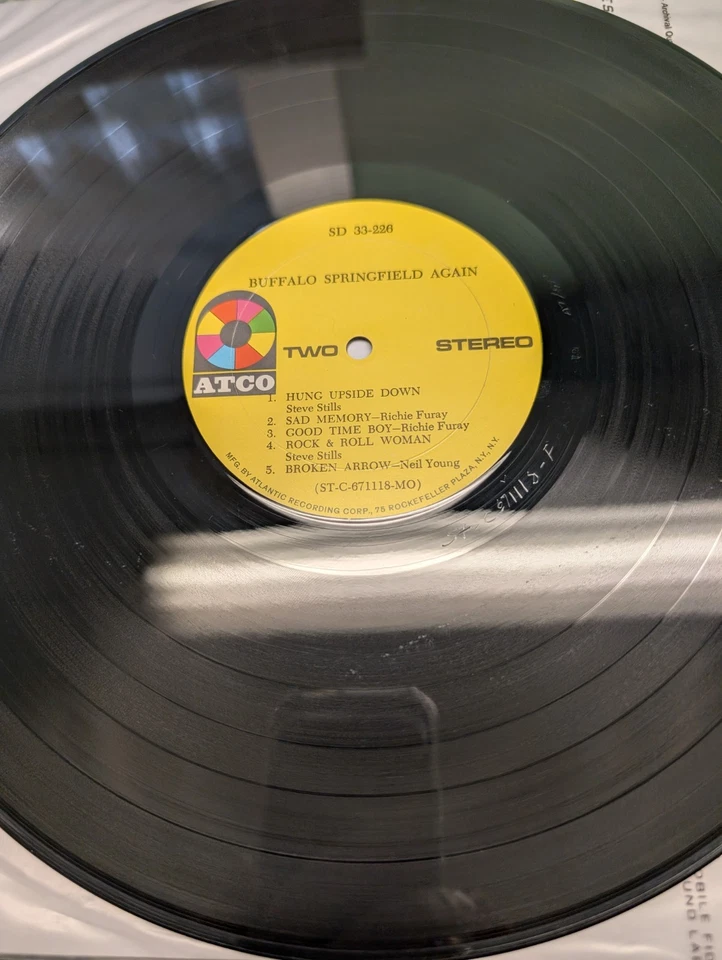 SD 33-226
BUFFALO SPRINGFIELD AGAIN
ATCO
TWO
STEREO
1. HUNG UPSIDE DOWN
Steve Stills
2. SAD MEMORY—Richie Furay
3. GOOD TIME BOY—Richie Furay
4. ROCK & ROLL WOMAN
Steve Stills
5. BROKEN ARROW—Neil Young
(ST-C-671118-MO)
MFG. BY ATLANTIC RECORDING CORP., 75 ROCKEFELLER PLAZA, N.Y. N.Y.
Archival